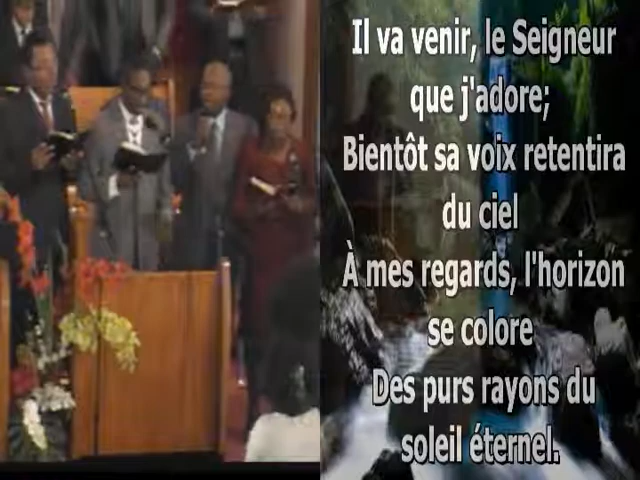 Il va venir, le Seigneur
que j'adore;
Bientôt sa voix retentira
du ciel
À mes regards, l'horizon
se colore
Des purs rayons du
soleil éternel.